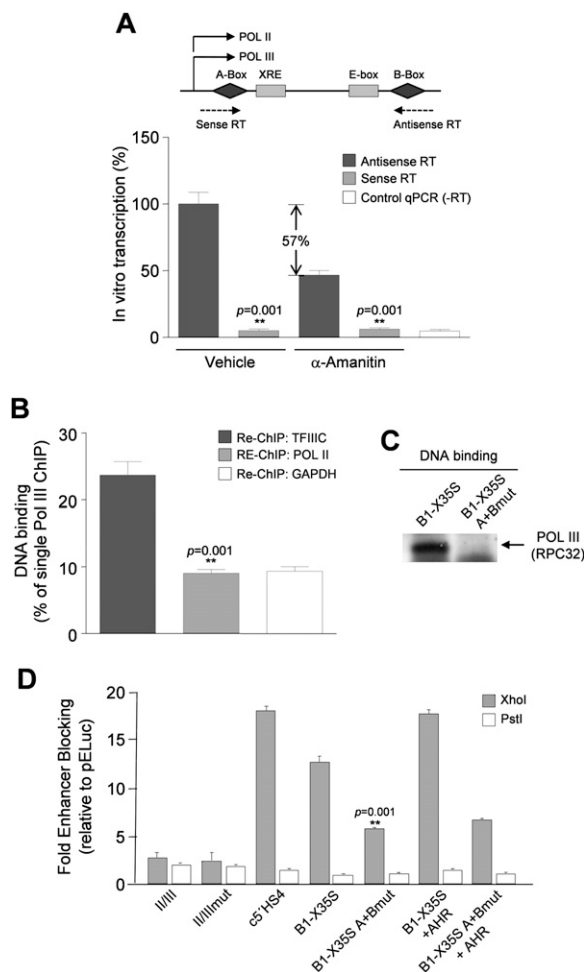 A
POL II
POL III
A-Box
XRE
E-box
B-Box
Sense RT
Antisense RT
Antisense RT
Sense RT
Control qPCR (-RT)
In vitro transcription (%)
150
100
50
0
57%
p=0.001
**
p=0.001
**
Vehicle
α-Amanitin
B
Re-ChIP: TFIIIC
RE-ChIP: POL II
Re-ChIP: GAPDH
DNA binding
(% of single Pol III ChIP)
30
20
10
0
p=0.001
**
C
DNA binding
B1-X35S
B1-X35S
A+Bmut
POL III
(RPC32)
D
XhoI
PstI
Fold Enhancer Blocking
(relative to pELuc)
20
15
10
5
0
p=0.001
**
II/III
II/IIImut
c5´HS4
B1-X35S
B1-X35S A+Bmut
B1-X35S
+AHR
B1-X35S A+Bmut
+ AHR